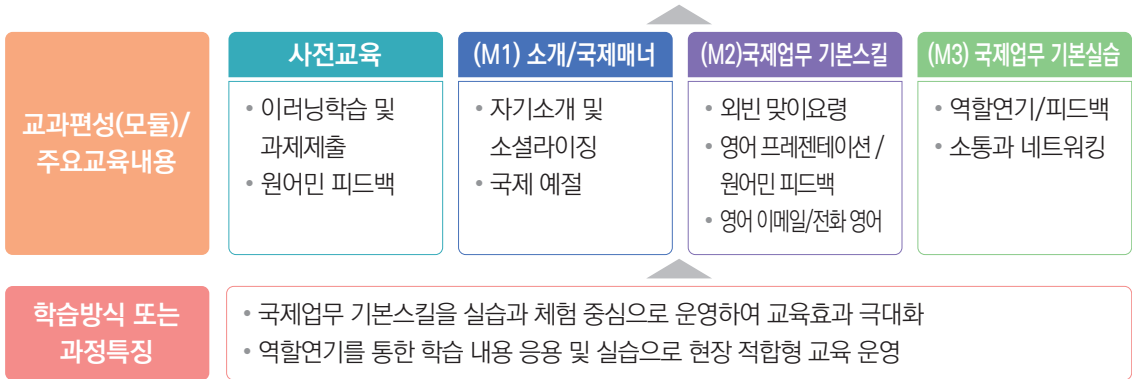 교과편성(모듈)/
주요교육내용
사전교육
• 이러닝학습 및
과제제출
• 원어민 피드백
(M1) 소개/국제매너
• 자기소개 및
소셜라이징
• 국제 예절
(M2)국제업무 기본스킬
• 외빈 맞이요령
• 영어 프레젠테이션 /
원어민 피드백
• 영어 이메일/전화 영어
(M3) 국제업무 기본실습
• 역할연기/피드백
• 소통과 네트워킹
학습방식 또는
과정특징
• 국제업무 기본스킬을 실습과 체험 중심으로 운영하여 교육효과 극대화
• 역할연기를 통한 학습 내용 응용 및 실습으로 현장 적합형 교육 운영